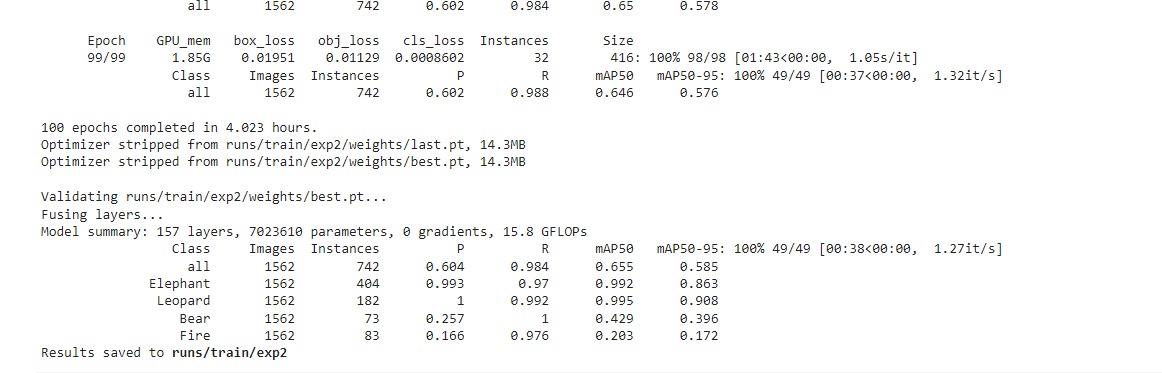 all 1562 742 0.602 0.984 0.65 0.578
Epoch GPU_mem box_loss obj_loss cls_loss Instances Size
99/99 1.85G 0.01951 0.01129 0.0008602 32 416: 100% 98/98 [01:43<00:00, 1.05s/it]
Class Images Instances P R mAP50 mAP50-95: 100% 49/49 [00:37<00:00, 1.32it/s]
all 1562 742 0.602 0.988 0.646 0.576
100 epochs completed in 4.023 hours.
Optimizer stripped from runs/train/exp2/weights/last.pt, 14.3MB
Optimizer stripped from runs/train/exp2/weights/best.pt, 14.3MB
Validating runs/train/exp2/weights/best.pt...
Fusing layers...
Model summary: 157 layers, 7023610 parameters, 0 gradients, 15.8 GFLOPs
Class Images Instances P R mAP50 mAP50-95: 100% 49/49 [00:38<00:00, 1.27it/s]
all 1562 742 0.604 0.984 0.655 0.585
Elephant 1562 404 0.993 0.97 0.992 0.863
Leopard 1562 182 1 0.992 0.995 0.908
Bear 1562 73 0.257 1 0.429 0.396
Fire 1562 83 0.166 0.976 0.203 0.172
Results saved to runs/train/exp2